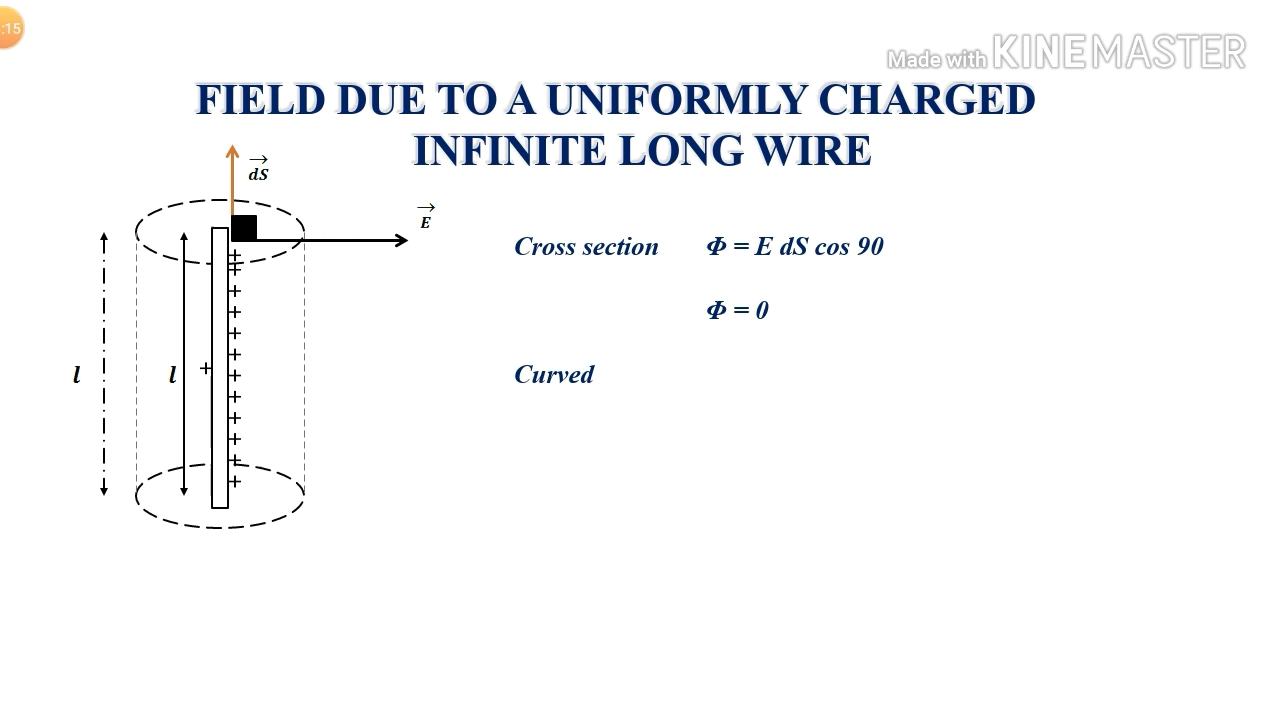 :15
Made with KINEMASTER
FIELD DUE TO A UNIFORMLY CHARGED
INFINITE LONG WIRE
dS
E
Cross section Φ = E dS cos 90
Φ = 0
l l + Curved
+
+
+
+
+
+
+
+
+
+
+
+